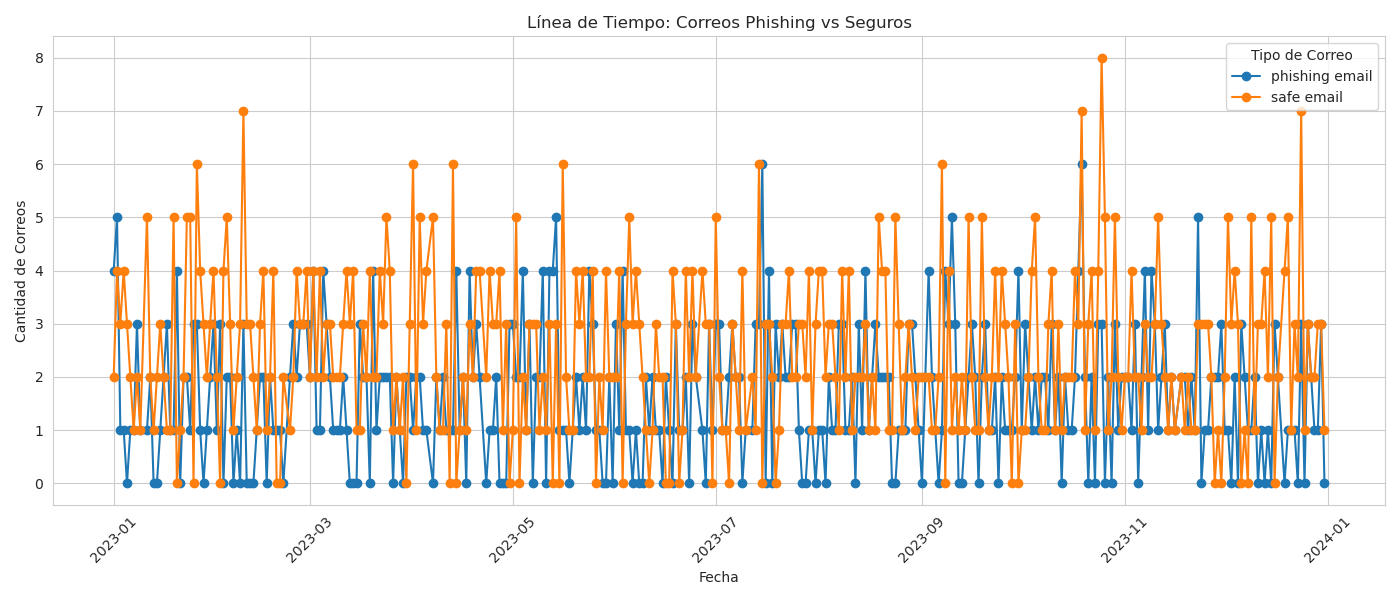 Línea de Tiempo: Correos Phishing vs Seguros
Tipo de Correo
phishing email
safe email
Cantidad de Correos
8
7
6
5
4
3
2
1
0
2023-01
2023-03
2023-05
2023-07
2023-09
2023-11
2024-01
Fecha